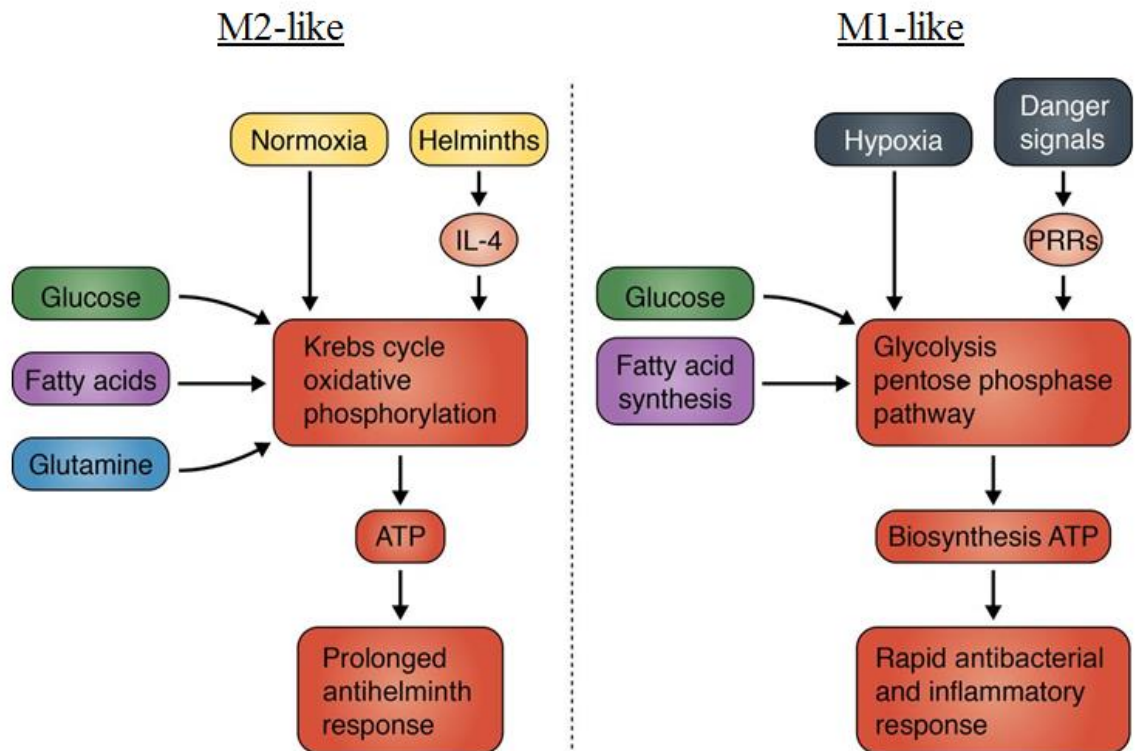 M2-like
Normoxia
Helminths
IL-4
Glucose
Fatty acids
Glutamine
Krebs cycle
oxidative
phosphorylation
ATP
Prolonged
antihelminth
response
M1-like
Hypoxia
Danger
signals
PRRs
Glucose
Fatty acid
synthesis
Glycolysis
pentose phosphase
pathway
Biosynthesis ATP
Rapid antibacterial
and inflammatory
response